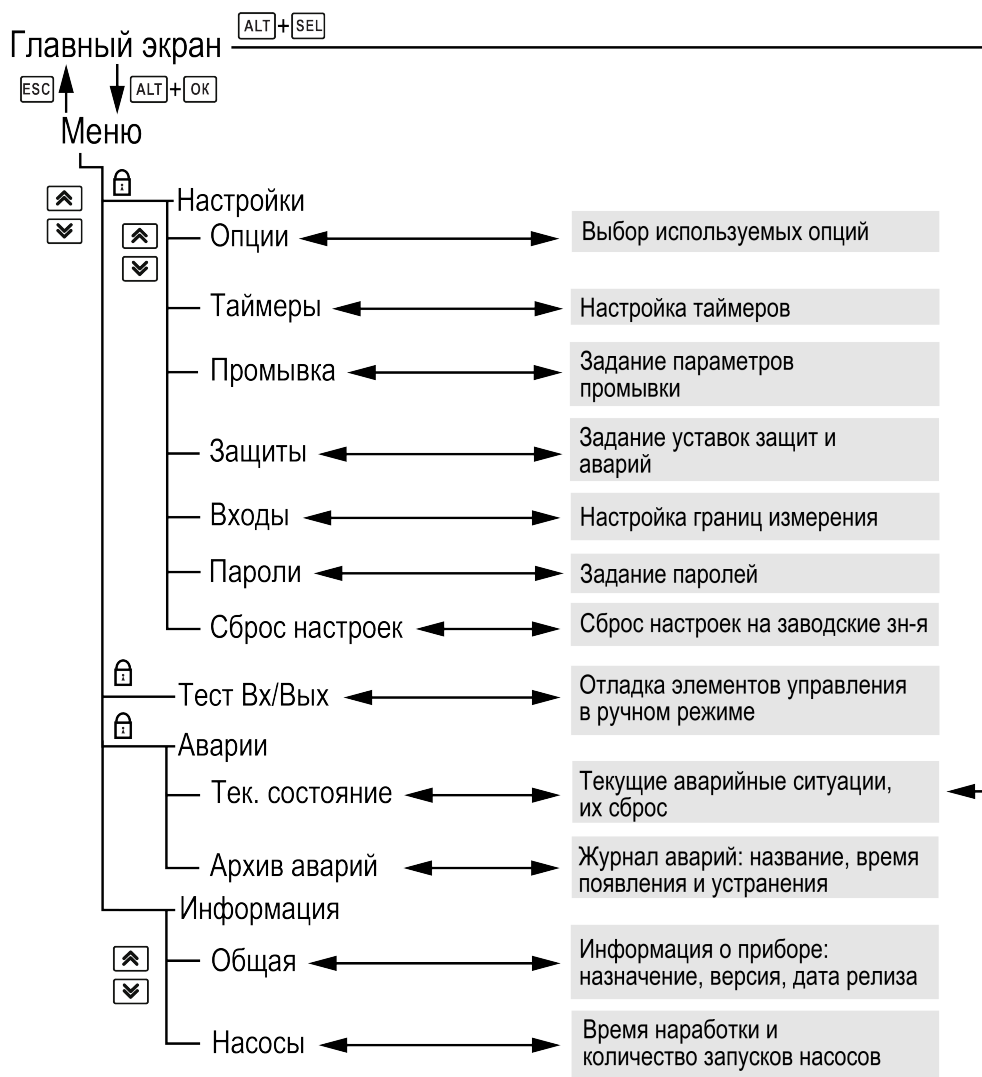 ALT+SEL
Главный экран
ESC ALT+OK
Меню
Настройки
Опции
Выбор используемых опций
Таймеры
Настройка таймеров
Промывка
Задание параметров
промывки
Защиты
Задание уставок защит и
аварий
Входы
Настройка границ измерения
Пароли
Задание паролей
Сброс настроек
Сброс настроек на заводские зн-я
Тест Вх/Вых
Отладка элементов управления
в ручном режиме
Аварии
Тек. состояние
Текущие аварийные ситуации,
их сброс
Архив аварий
Журнал аварий: название, время
появления и устранения
Информация
Общая
Информация о приборе:
назначение, версия, дата релиза
Насосы
Время наработки и
количество запусков насосов